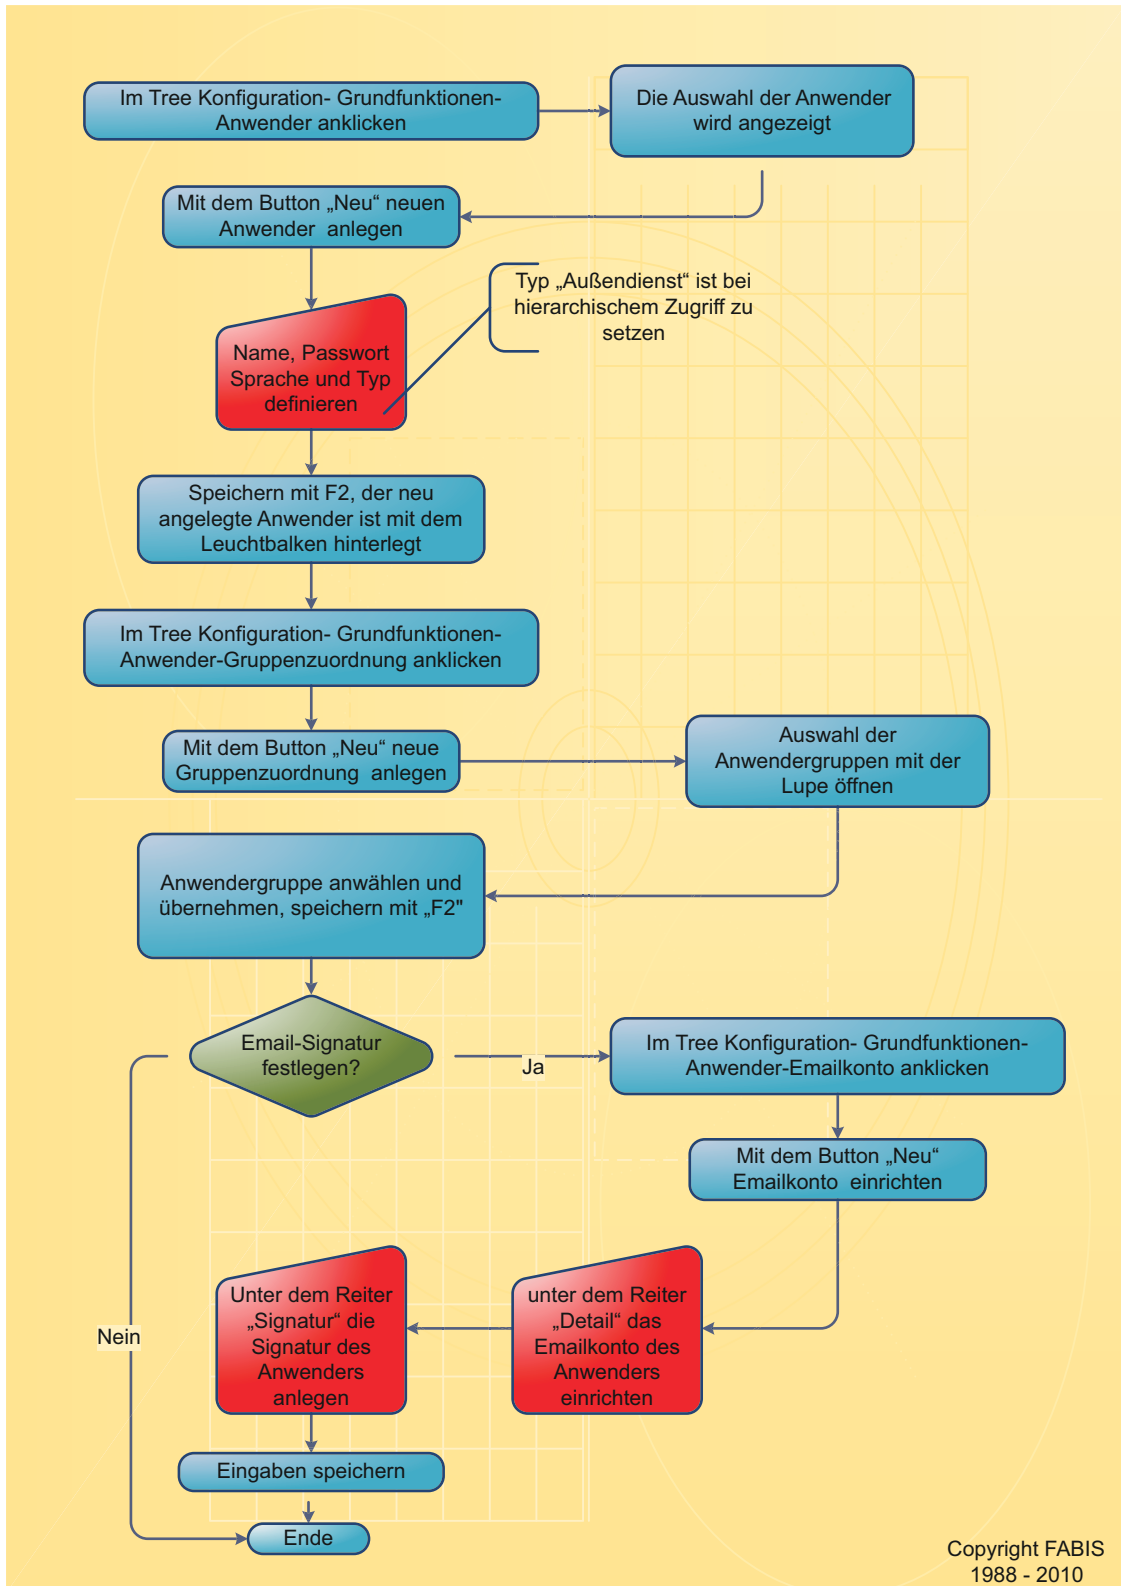 Im Tree Konfiguration- Grundfunktionen-
Anwender anklicken
Die Auswahl der Anwender
wird angezeigt
Mit dem Button „Neu“ neuen
Anwender anlegen
Typ „Außendienst“ ist bei
hierarchischem Zugriff zu
setzen
Name, Passwort
Sprache und Typ
definieren
Speichern mit F2, der neu
angelegte Anwender ist mit dem
Leuchtbalken hinterlegt
Im Tree Konfiguration- Grundfunktionen-
Anwender-Gruppenzuordnung anklicken
Mit dem Button „Neu“ neue
Gruppenzuordnung anlegen
Auswahl der
Anwendergruppen mit der
Lupe öffnen
Anwendergruppe anwählen und
übernehmen, speichern mit „F2"
Email-Signatur
festlegen?
Ja
Im Tree Konfiguration- Grundfunktionen-
Anwender-Emailkonto anklicken
Mit dem Button „Neu“
Emailkonto einrichten
unter dem Reiter
„Detail“ das
Emailkonto des
Anwenders
einrichten
Unter dem Reiter
„Signatur“ die
Signatur des
Anwenders
anlegen
Nein
Eingaben speichern
Ende
Copyright FABIS
1988 - 2010